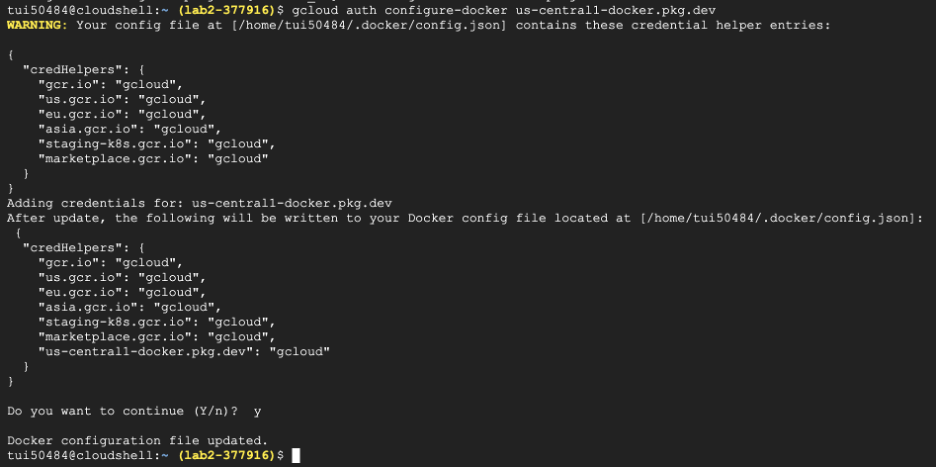 tui50484@cloudshell:~ (lab2-377916)$ gcloud auth configure-docker us-central1-docker.pkg.dev
WARNING: Your config file at [/home/tui50484/.docker/config.json] contains these credential helper entries:
{
"credHelpers": {
"gcr.io": "gcloud",
"us.gcr.io": "gcloud",
"eu.gcr.io": "gcloud",
"asia.gcr.io": "gcloud",
"staging-k8s.gcr.io": "gcloud",
"marketplace.gcr.io": "gcloud"
}
}
Adding credentials for: us-central1-docker.pkg.dev
After update, the following will be written to your Docker config file located at [/home/tui50484/.docker/config.json]:
{
"credHelpers": {
"gcr.io": "gcloud",
"us.gcr.io": "gcloud",
"eu.gcr.io": "gcloud",
"asia.gcr.io": "gcloud",
"staging-k8s.gcr.io": "gcloud",
"marketplace.gcr.io": "gcloud",
"us-central1-docker.pkg.dev": "gcloud"
}
}
Do you want to continue (Y/n)? y
Docker configuration file updated.
tui50484@cloudshell:~ (lab2-377916)$